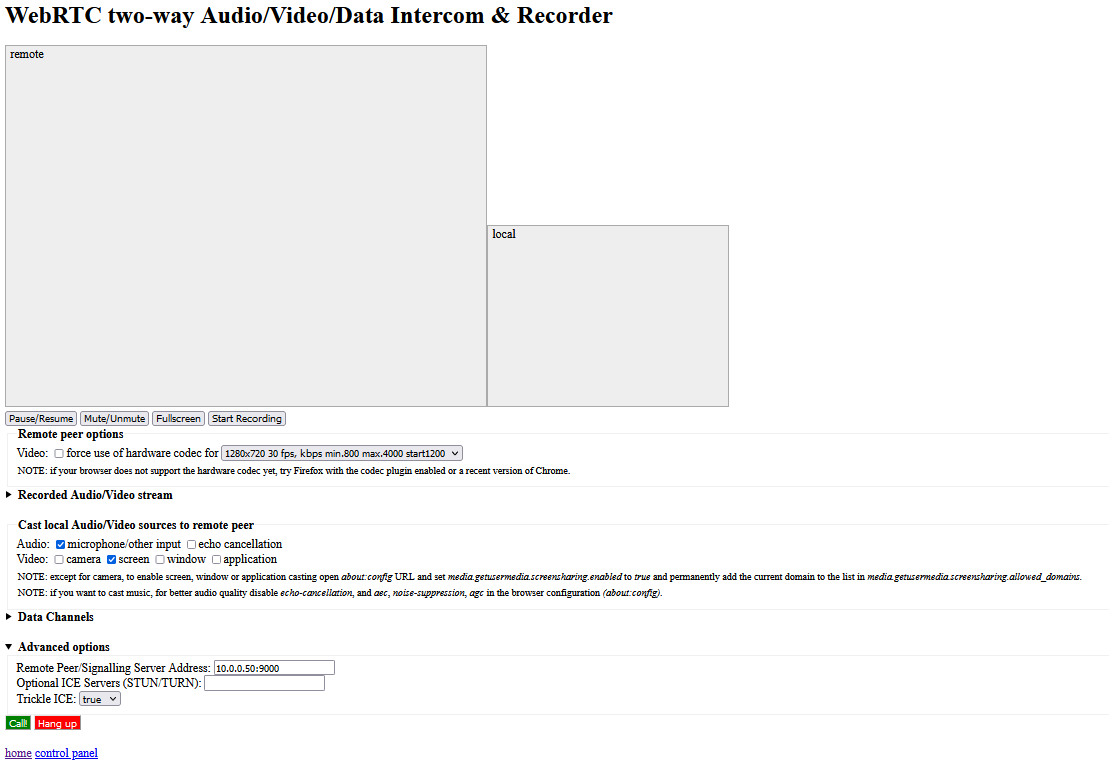 WebRTC two-way Audio/Video/Data Intercom & Recorder
remote
local
Pause/Resume Mute/Unmute Fullscreen Start Recording
Remote peer options
Video: force use of hardware codec for 1280x720 30 fps, kbps min.800 max.4000 start1200
NOTE: if your browser does not support the hardware codec yet, try Firefox with the codec plugin enabled or a recent version of Chrome.
Recorded Audio/Video stream
Cast local Audio/Video sources to remote peer
Audio: microphone/other input echo cancellation
Video: camera screen window application
NOTE: except for camera, to enable screen, window or application casting open about:config URL and set media.getusermedia.screensharing.enabled to true and permanently add the current domain to the list in media.getusermedia.screensharing.allowed_domains.
NOTE: if you want to cast music, for better audio quality disable echo-cancellation, and aec, noise-suppression, agc in the browser configuration (about:config).
Data Channels
Advanced options
Remote Peer/Signalling Server Address: 10.0.0.50:9000
Optional ICE Servers (STUN/TURN):
Trickle ICE: true
Call! Hang up
home control panel